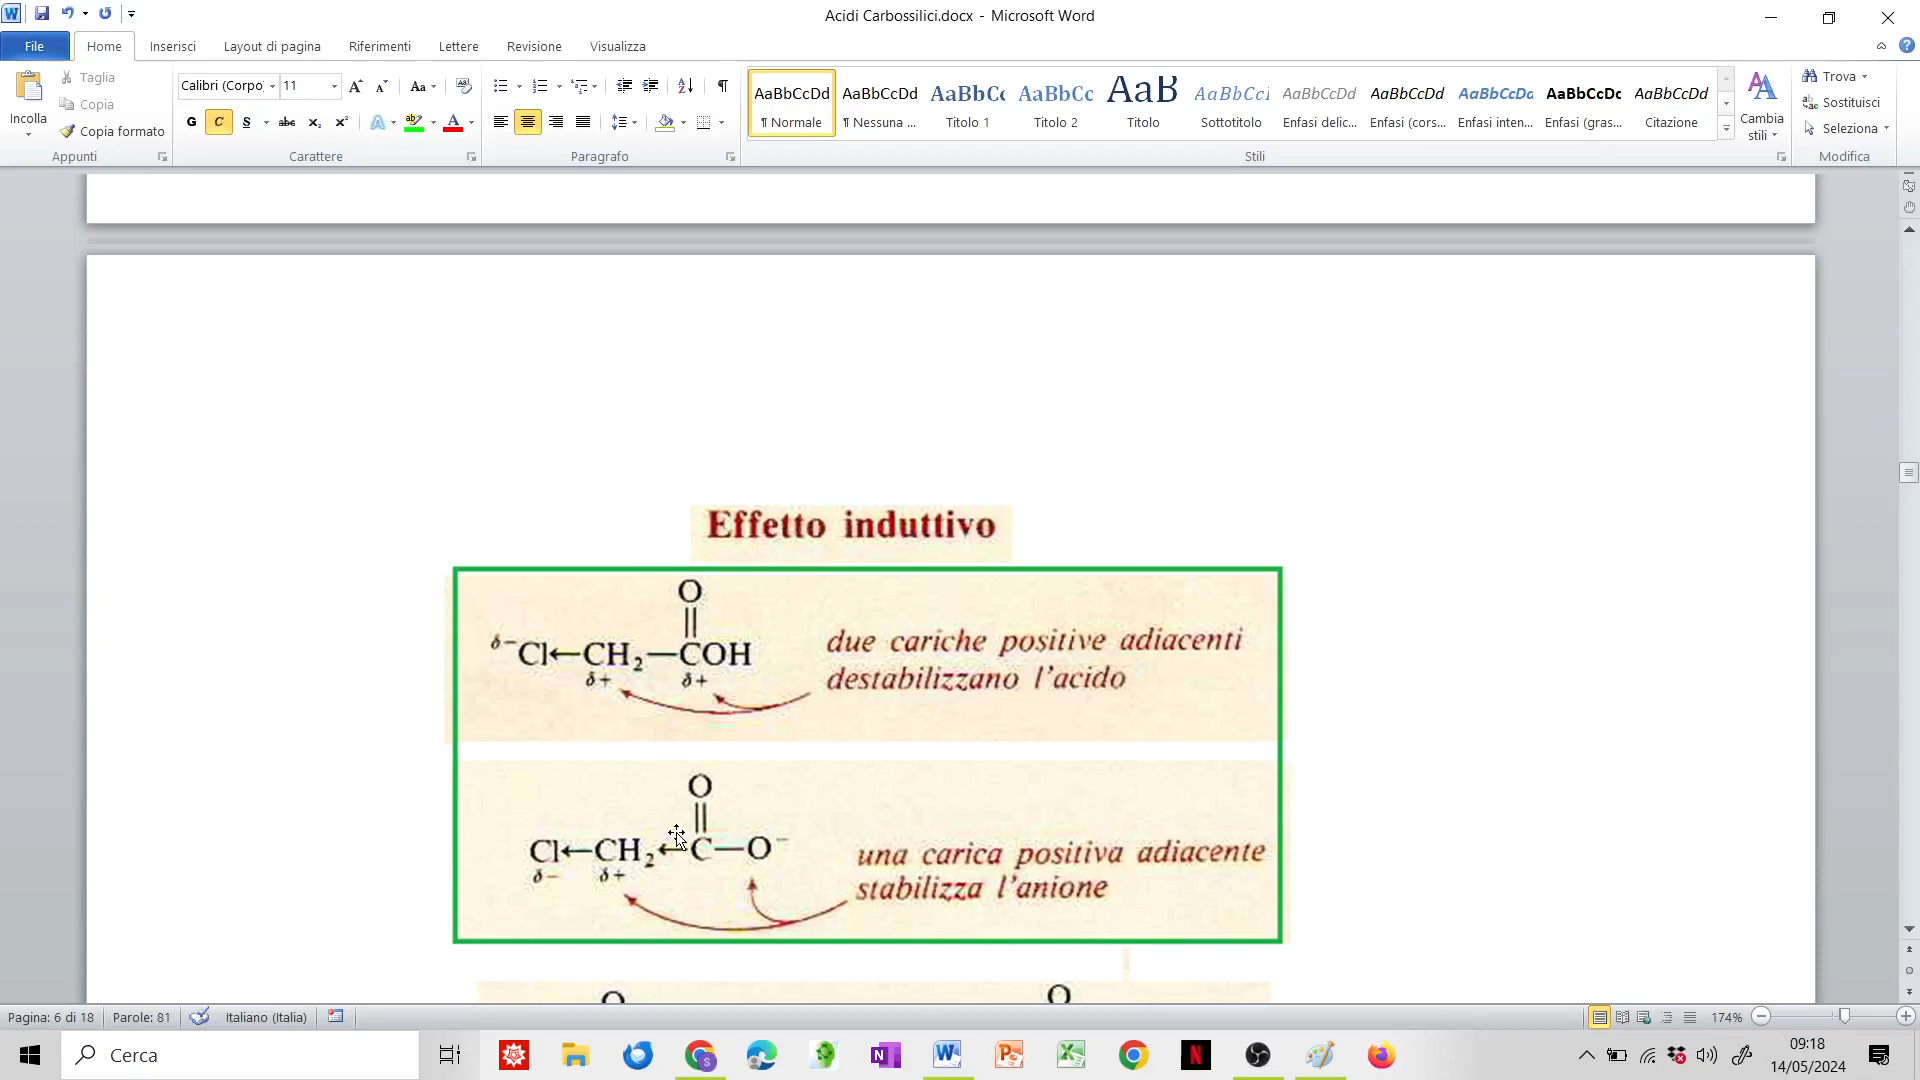 Acidi Carbossilici.docx - Microsoft Word
File Home Inserisci Layout di pagina Riferimenti Lettere Revisione Visualizza
Incolla
Taglia
Copia
Copia formato
Appunti
Calibri (Corpo) 11
G C S abc x₂ x² A ab A
Aa
Carattere
Paragrafo
AaBbCcDd AaBbCcDd AaBbCc AaBbCc AaB AaBbCcI AaBbCcDd AaBbCcDd AaBbCcDd AaBbCcDc AaBbCcDd
¶ Normale ¶ Nessuna ... Titolo 1 Titolo 2 Titolo Sottotitolo Enfasi delic... Enfasi (cors... Enfasi inten... Enfasi (gras... Citazione
Stili
Cambia
stili
Trova
Sostituisci
Seleziona
Modifica
Effetto induttivo
O
δ− Cl←CH₂—COH
δ+ δ+
due cariche positive adiacenti
destabilizzano l'acido
O
Cl←CH₂←C—O−
δ− δ+
una carica positiva adiacente
stabilizza l'anione
O O
Pagina: 6 di 18 Parole: 81 Italiano (Italia) 174%
Cerca
09:18
14/05/2024